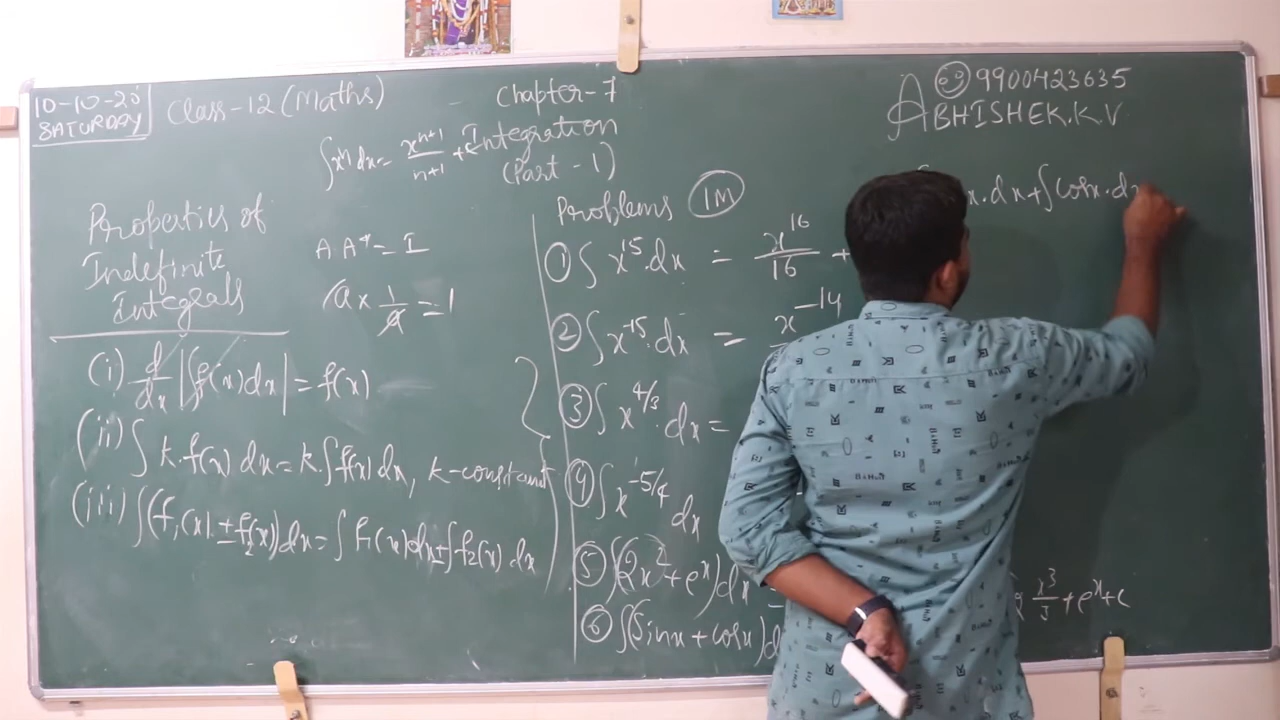 10-10-20
SATURDAY
Class-12 (Maths)
Chapter-7
Integration
(Part-1)
∫xⁿ dx = xⁿ⁺¹/n+1 + c
☺ 9900423635
ABHISHEK.K V
Properties of
Indefinite
Integrals
A A⁻¹ = I
a × 1/a = 1
(i) d/dx |∫f(x)dx| = f(x)
(ii) ∫ k.f(x) dx = k.∫f(x) dx, k-constant
(iii) ∫(f₁(x) ± f₂(x)) dx = ∫f₁(x)dx ± ∫f₂(x) dx
Problems 1M
① ∫ x¹⁵.dx = x¹⁶/16 +
② ∫ x⁻¹⁵.dx = x⁻¹⁴
③ ∫ x^4/3.dx =
④ ∫ x^-5/4 dx
⑤ ∫(2x²+eˣ)dx =
x³/3 + eˣ + c
⑥ ∫(Sinx + cosx)d
x.dx + ∫cosx.dx